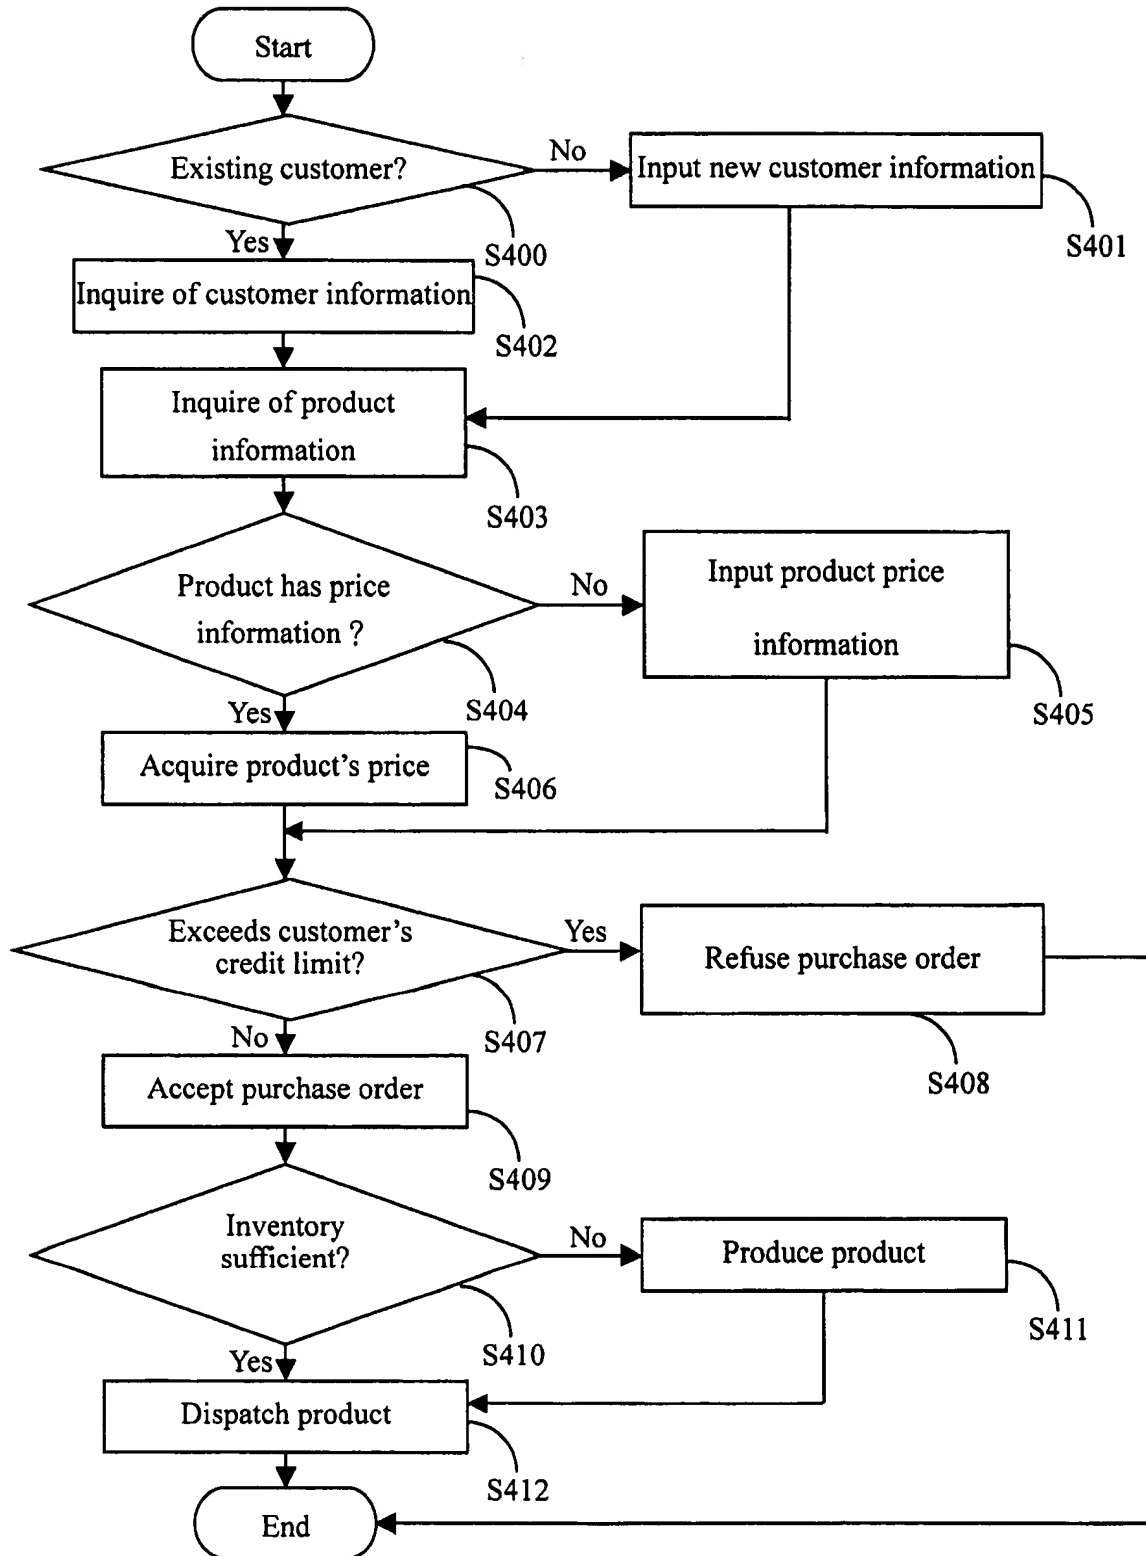 Start
Existing customer?
No
Input new customer information
S400
S401
Yes
Inquire of customer information
S402
Inquire of product
information
S403
Product has price
information ?
No
Input product price
information
S404
S405
Yes
Acquire product's price
S406
Exceeds customer's
credit limit?
Yes
Refuse purchase order
S407
S408
No
Accept purchase order
S409
Inventory
sufficient?
No
Produce product
S410
S411
Yes
Dispatch product
S412
End